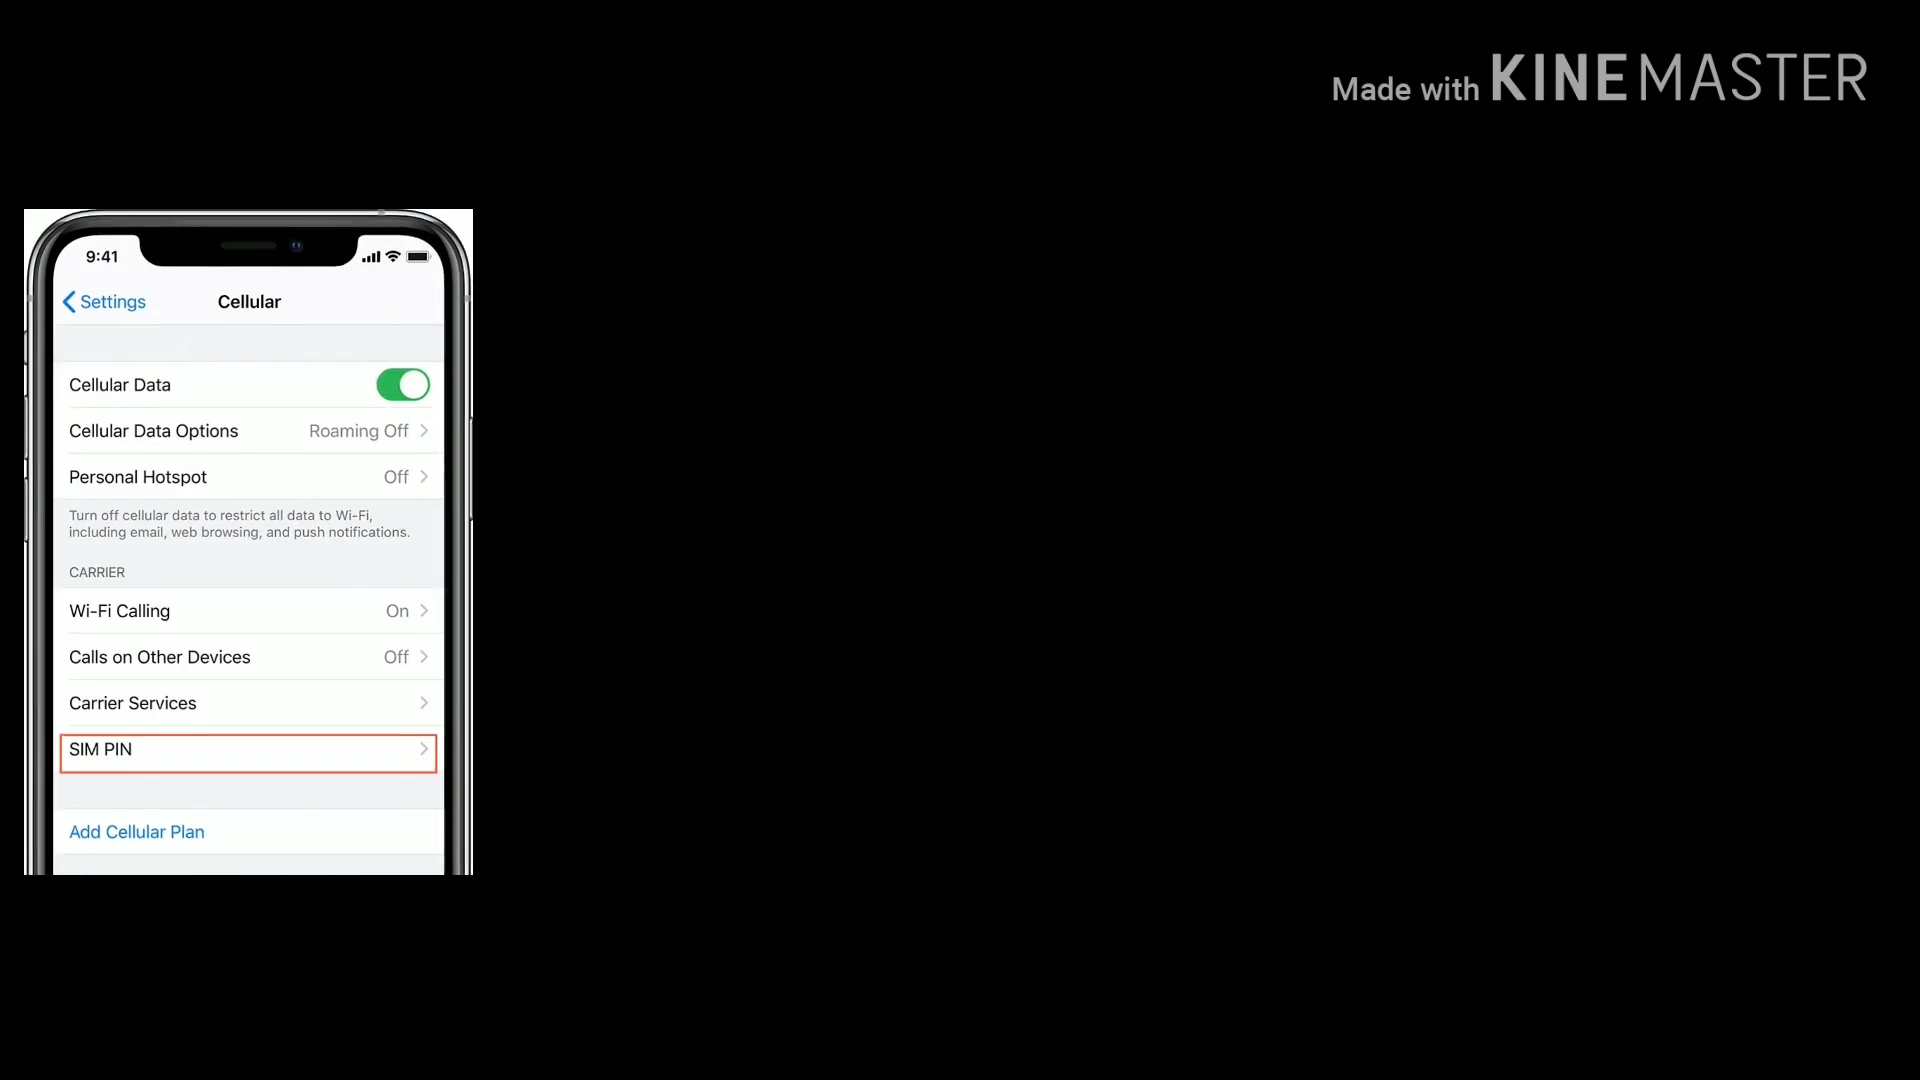 Made with KINEMASTER
9:41
Settings Cellular
Cellular Data
Cellular Data Options Roaming Off
Personal Hotspot Off
Turn off cellular data to restrict all data to Wi-Fi,
including email, web browsing, and push notifications.
CARRIER
Wi-Fi Calling On
Calls on Other Devices Off
Carrier Services
SIM PIN
Add Cellular Plan